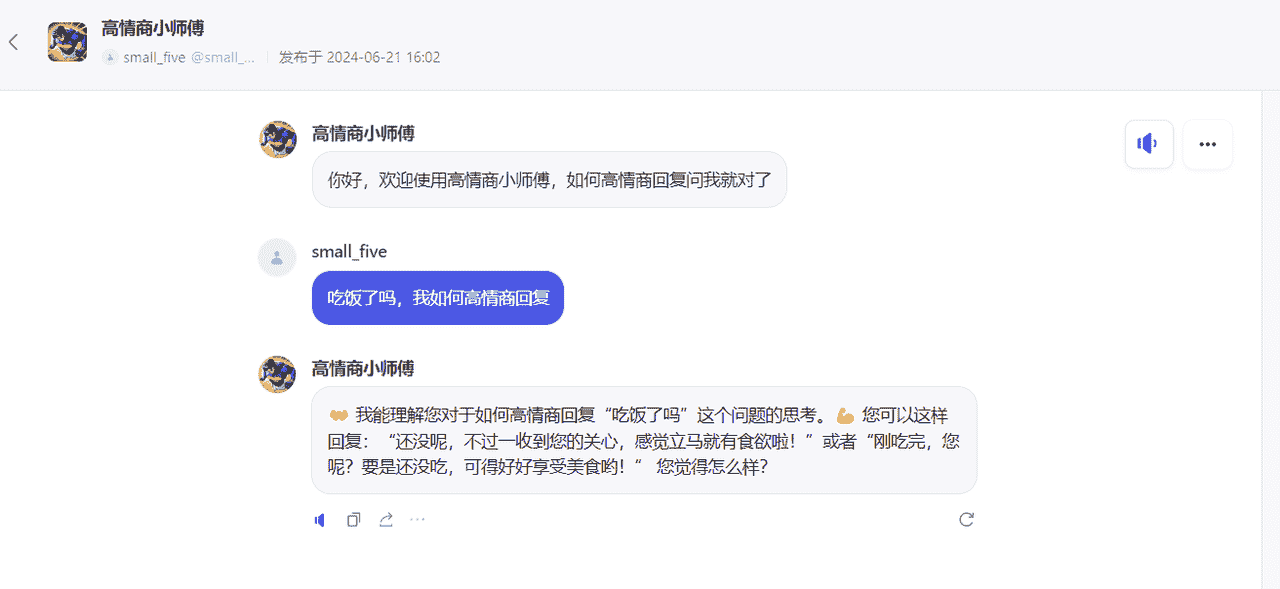 高情商小师傅
small_five @small_... 发布于 2024-06-21 16:02
高情商小师傅
你好，欢迎使用高情商小师傅，如何高情商回复问我就对了
small_five
吃饭了吗，我如何高情商回复
高情商小师傅
🤝 我能理解您对于如何高情商回复“吃饭了吗”这个问题的思考。💪 您可以这样
回复：“还没呢，不过一收到您的关心，感觉立马就有食欲啦！”或者“刚吃完，您
呢？要是还没吃，可得好好享受美食哟！“ 您觉得怎么样？